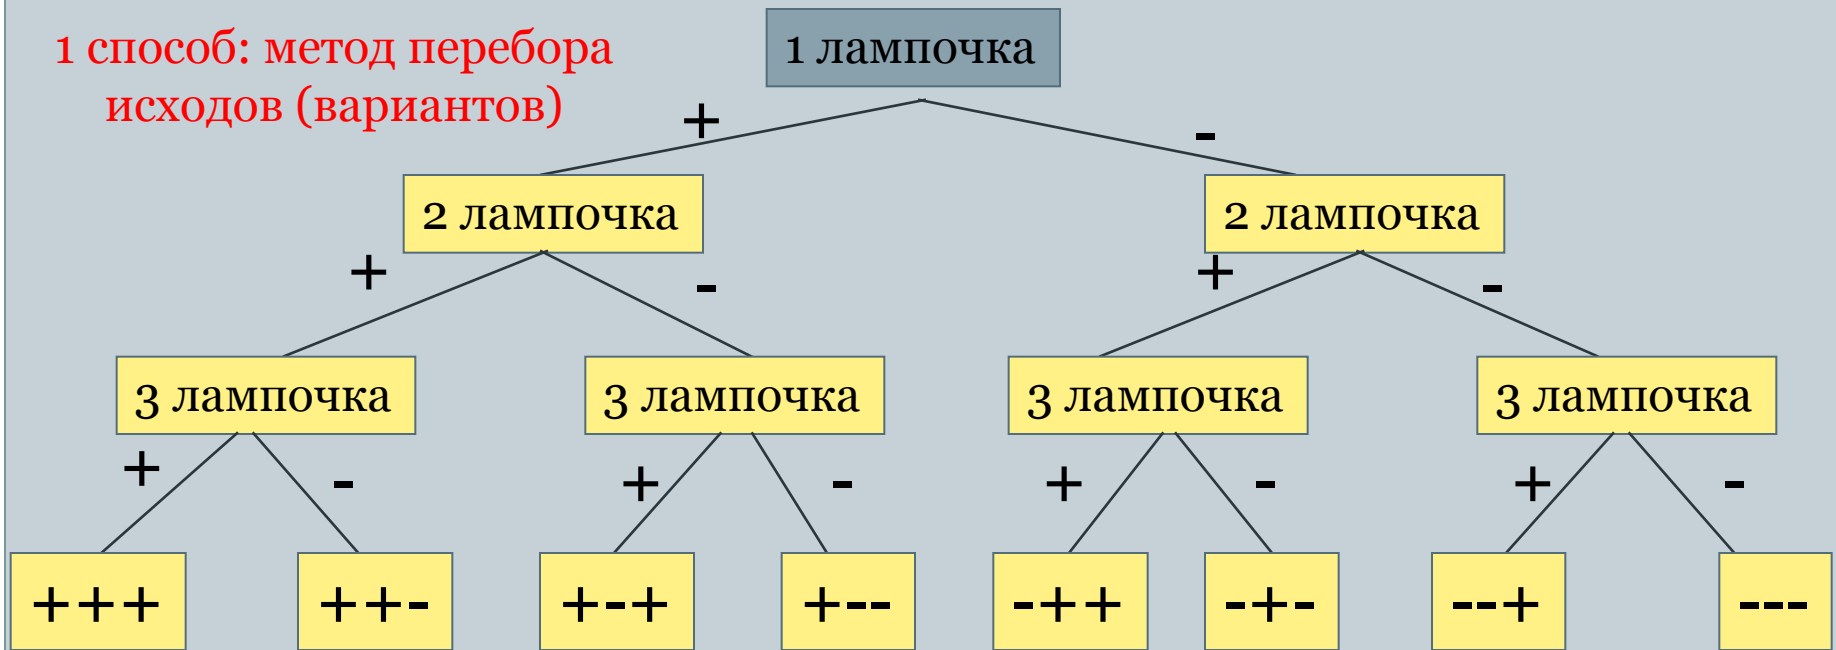 1 способ: метод перебора
исходов (вариантов)
1 лампочка
+
-
2 лампочка
2 лампочка
+
-
+
-
3 лампочка
3 лампочка
3 лампочка
3 лампочка
+
-
+
-
+
-
+
-
+++
++-
+-+
+--
-++
-+-
--+
---